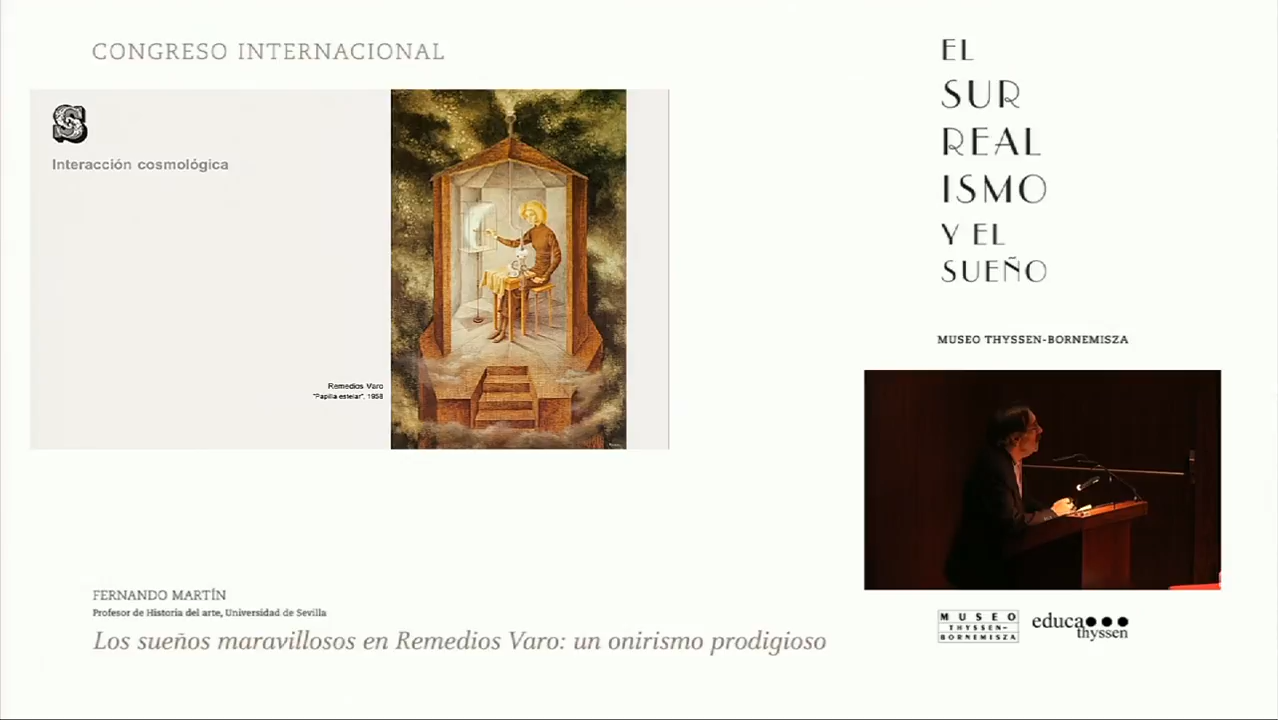 CONGRESO INTERNACIONAL
S
Interacción cosmológica
Remedios Varo
"Papilla estelar", 1958
EL
SUR
REAL
ISMO
Y EL
SUEÑO
MUSEO THYSSEN-BORNEMISZA
FERNANDO MARTÍN
Profesor de Historia del arte, Universidad de Sevilla
Los sueños maravillosos en Remedios Varo: un onirismo prodigioso
MUSEO
THYSSEN-
BORNEMISZA
educa
thyssen